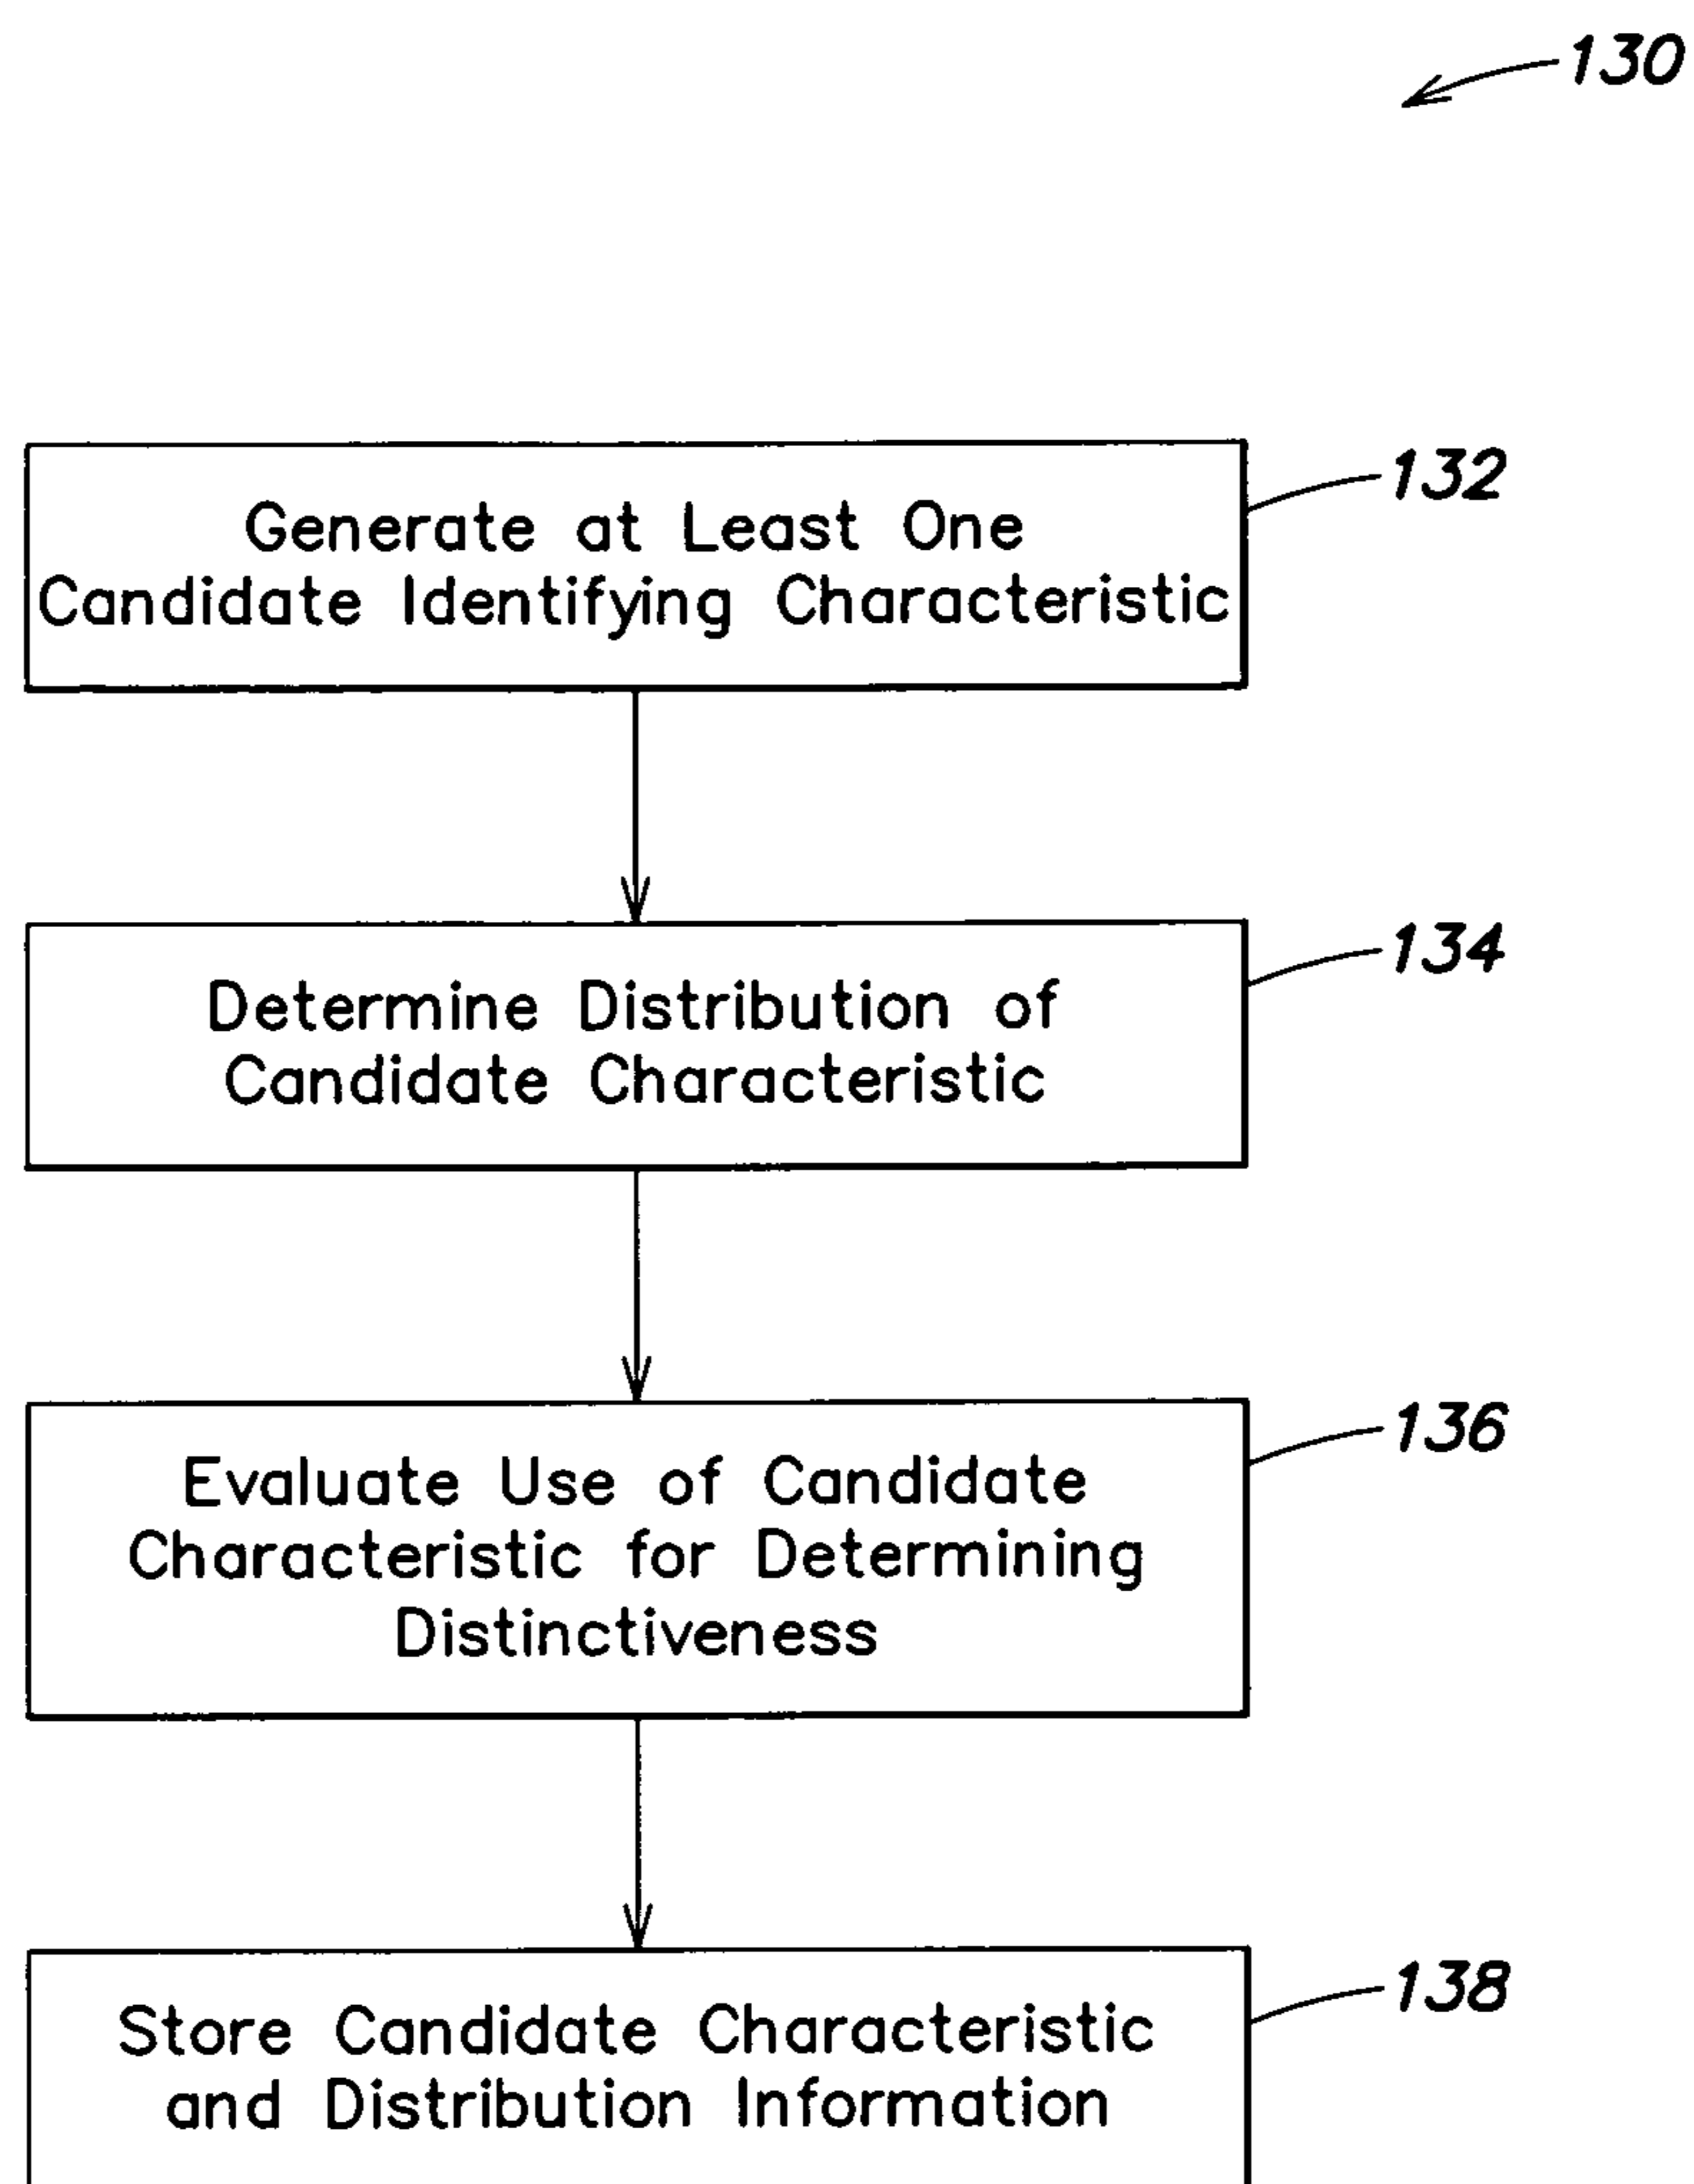 130
132
Generate at Least One
Candidate Identifying Characteristic
134
Determine Distribution of
Candidate Characteristic
136
Evaluate Use of Candidate
Characteristic for Determining
Distinctiveness
138
Store Candidate Characteristic
and Distribution Information